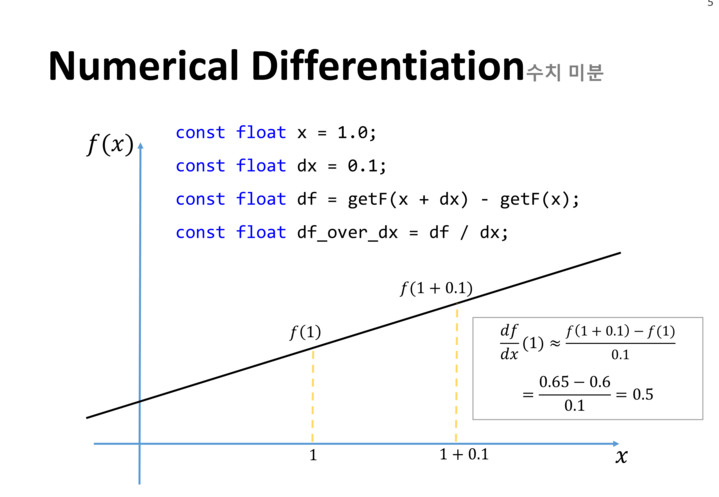 5
Numerical Differentiation수치 미분
const float x = 1.0;
const float dx = 0.1;
const float df = getF(x + dx) - getF(x);
const float df_over_dx = df / dx;
f(x)
f(1 + 0.1)
f(1)
df/dx (1) ≈ f(1 + 0.1) − f(1) / 0.1
= 0.65 − 0.6 / 0.1 = 0.5
1
1 + 0.1
x